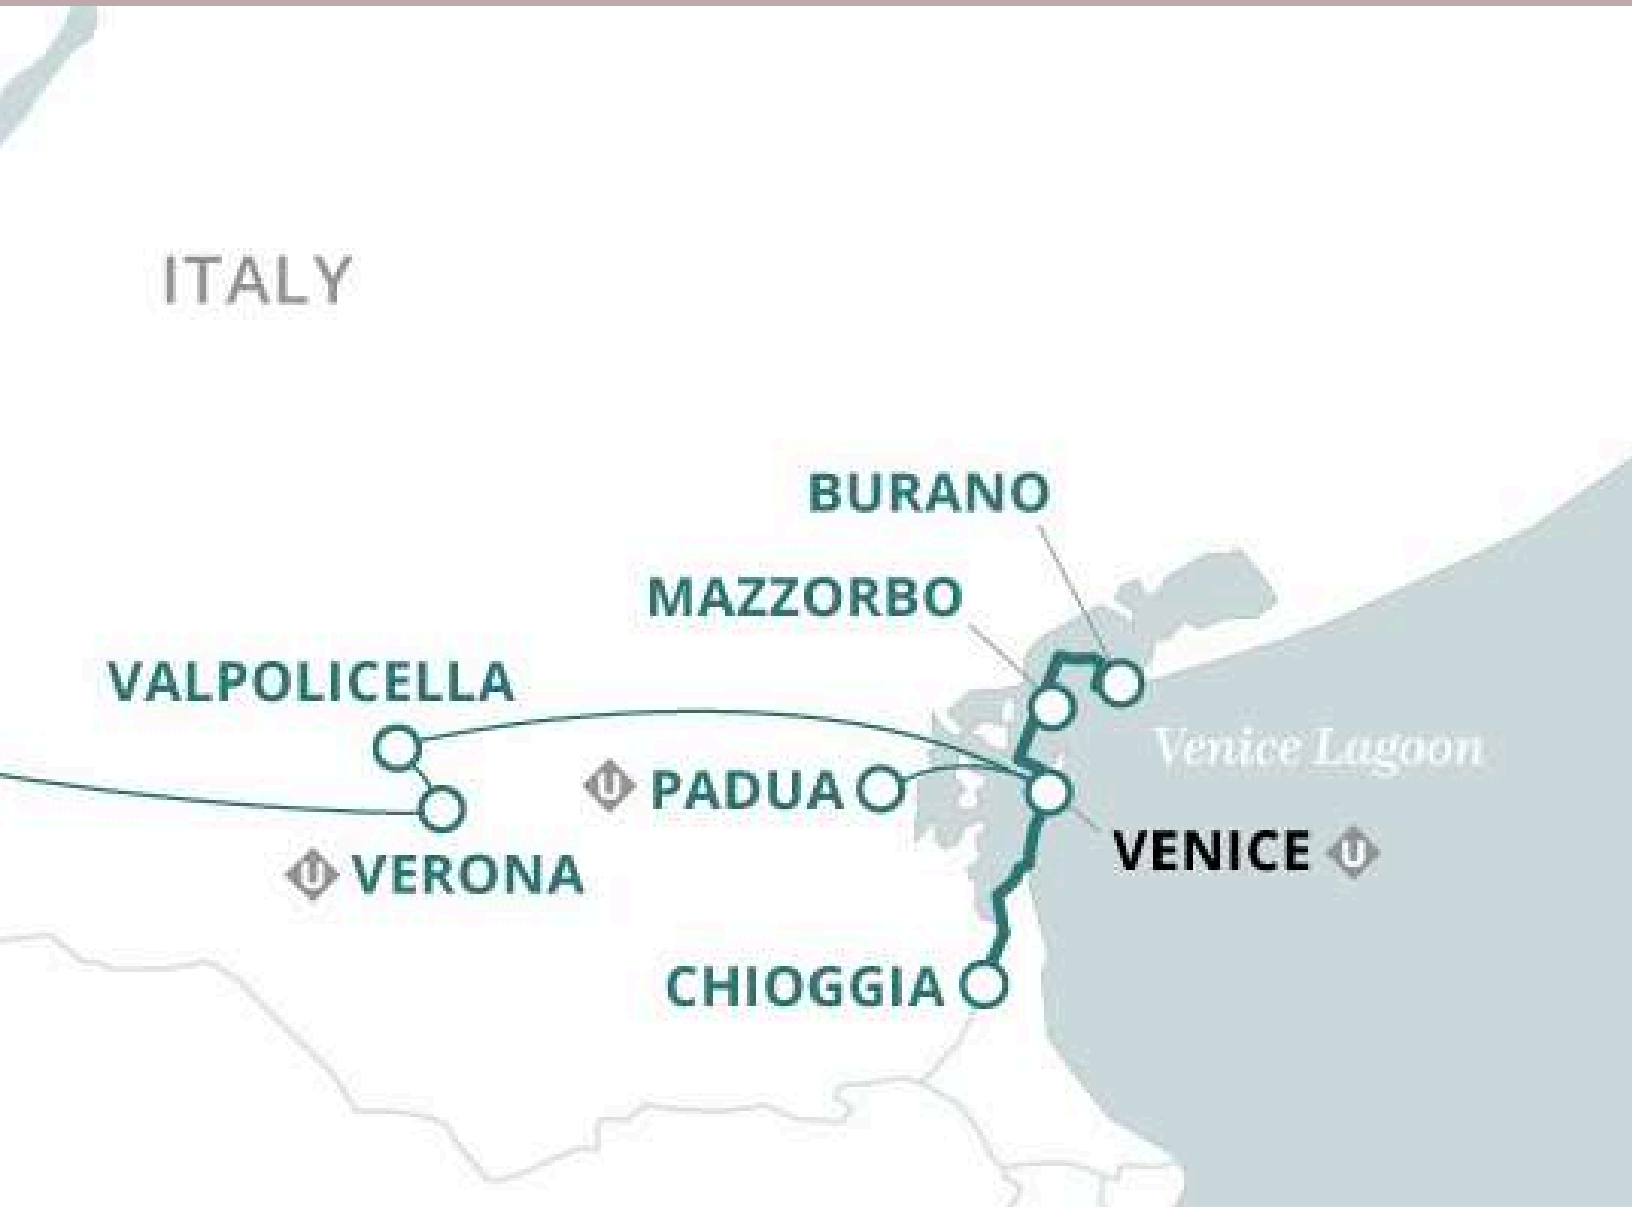 ITALY
BURANO
MAZZORBO
VALPOLICELLA
Venice Lagoon
U PADUA
VENICE U
U VERONA
CHIOGGIA